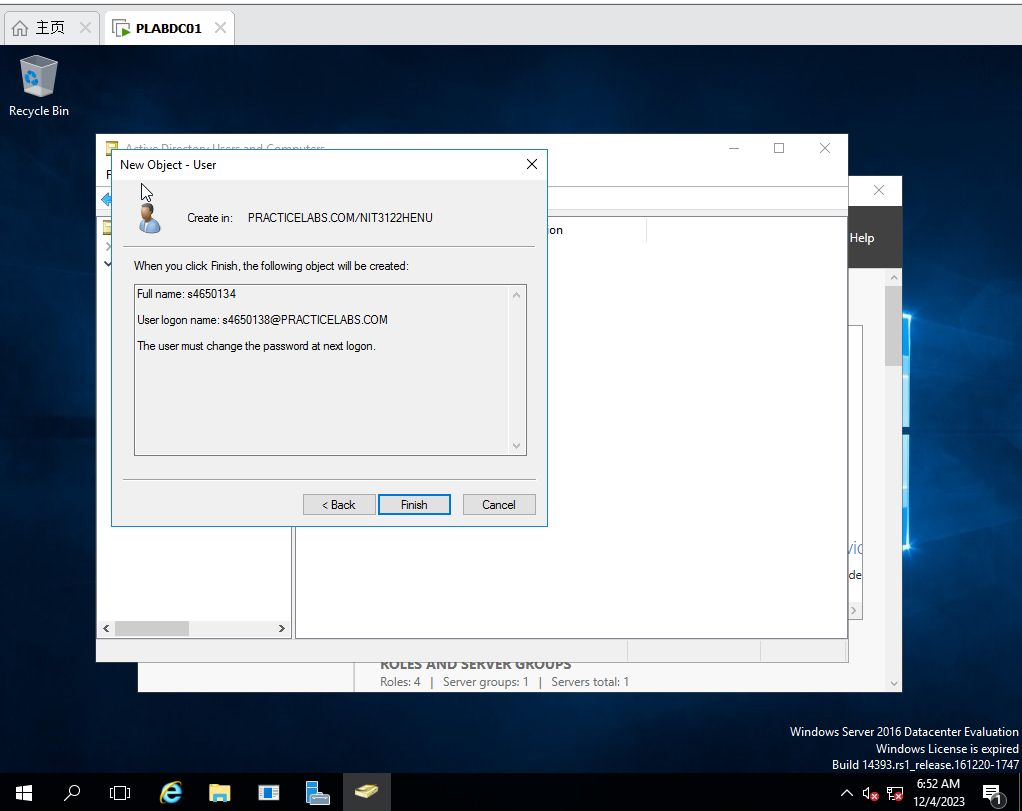 主页
PLABDC01
Recycle Bin
Active Directory Users and Computers
New Object - User
Create in: PRACTICELABS.COM/NIT3122HENU
ion
Help
When you click Finish, the following object will be created:
Full name: s4650134
User logon name: s4650138@PRACTICELABS.COM
The user must change the password at next logon.
< Back
Finish
Cancel
de
ROLES AND SERVER GROUPS
Roles: 4 | Server groups: 1 | Servers total: 1
Windows Server 2016 Datacenter Evaluation
Windows License is expired
Build 14393.rs1_release.161220-1747
6:52 AM
12/4/2023
1